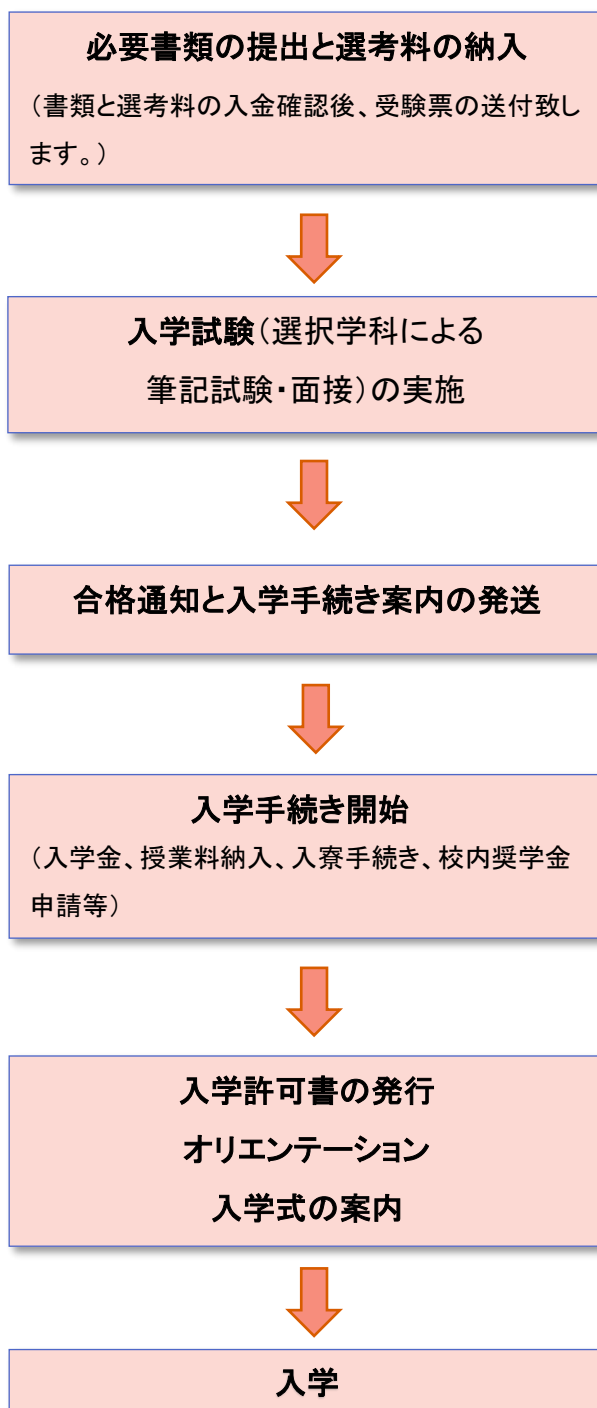 必要書類の提出と選考料の納入
（書類と選考料の入金確認後、受験票の送付致し
ます。）
入学試験（選択学科による
筆記試験・面接）の実施
合格通知と入学手続き案内の発送
入学手続き開始
（入学金、授業料納入、入寮手続き、校内奨学金
申請等）
入学許可書の発行
オリエンテーション
入学式の案内
入学